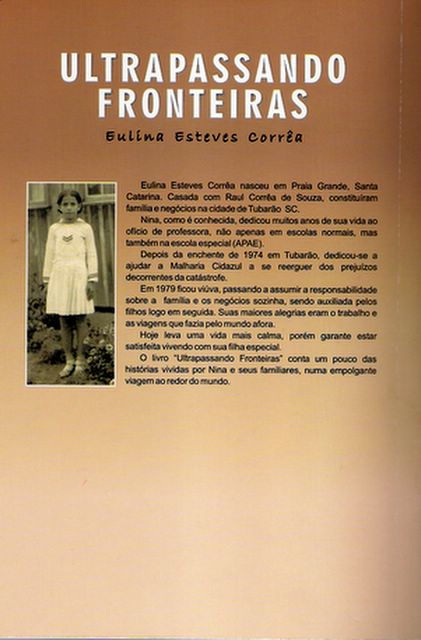 ULTRAPASSANDO
FRONTEIRAS
Eulina Esteves Corrêa
Eulina Esteves Corrêa nasceu em Praia Grande, Santa
Catarina. Casada com Raul Corrêa de Souza, constituíram
família e negócios na cidade de Tubarão SC.
Nina, como é conhecida, dedicou muitos anos de sua vida ao
ofício de professora, não apenas em escolas normais, mas
também na escola especial (APAE).
Depois da enchente de 1974 em Tubarão, dedicou-se a
ajudar a Malharia Cidazul a se reerguer dos prejuízos
decorrentes da catástrofe.
Em 1979 ficou viúva, passando a assumir a responsabilidade
sobre a família e os negócios sozinha, sendo auxiliada pelos
filhos logo em seguida. Suas maiores alegrias eram o trabalho e
as viagens que fazia pelo mundo afora.
Hoje leva uma vida mais calma, porém garante estar
satisfeita vivendo com sua filha especial.
O livro "Ultrapassando Fronteiras" conta um pouco das
histórias vividas por Nina e seus familiares, numa empolgante
viagem ao redor do mundo.